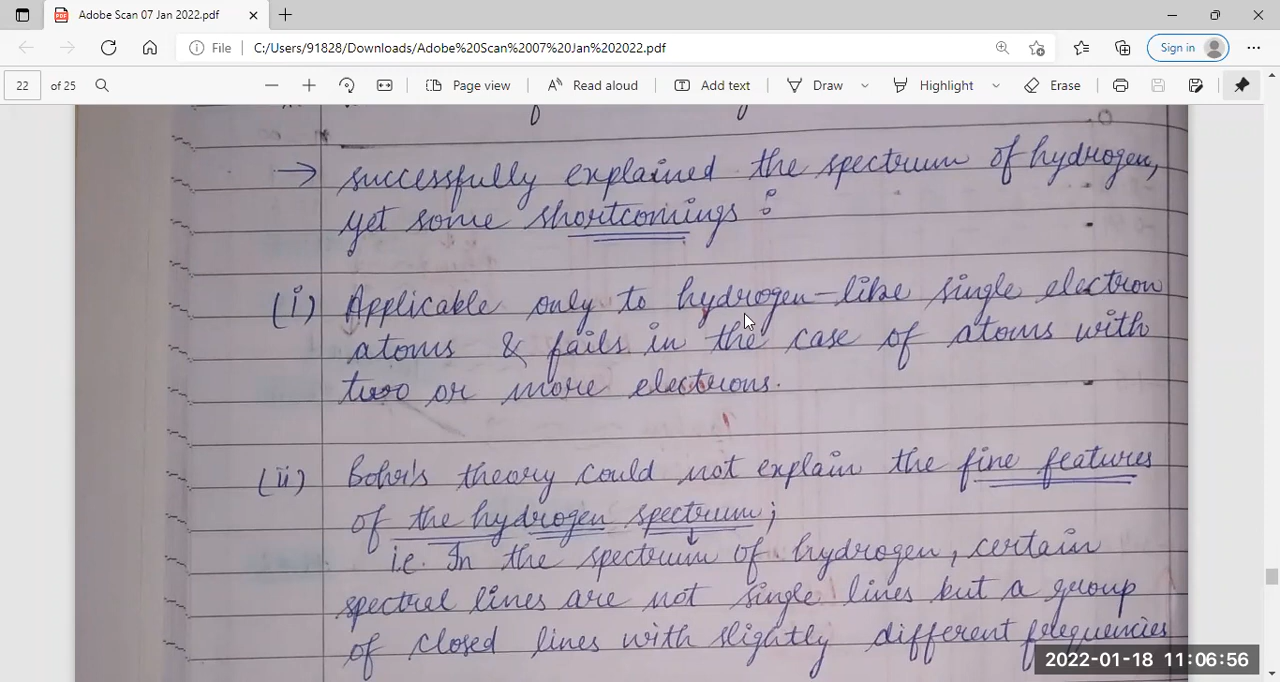 Adobe Scan 07 Jan 2022.pdf
File C:/Users/91828/Downloads/Adobe%20Scan%2007%20Jan%202022.pdf Sign in
22 of 25 Page view Read aloud Add text Draw Highlight Erase
→ successfully explained the spectrum of hydrogen,
yet some shortcomings :
(i) Applicable only to hydrogen-like single electron
atoms & fails in the case of atoms with
two or more electrons.
(ii) Bohr's theory could not explain the fine features
of the hydrogen spectrum;
i.e. In the spectrum of hydrogen, certain
spectral lines are not single lines but a group
of closed lines with slightly different frequencies
2022-01-18 11:06:56